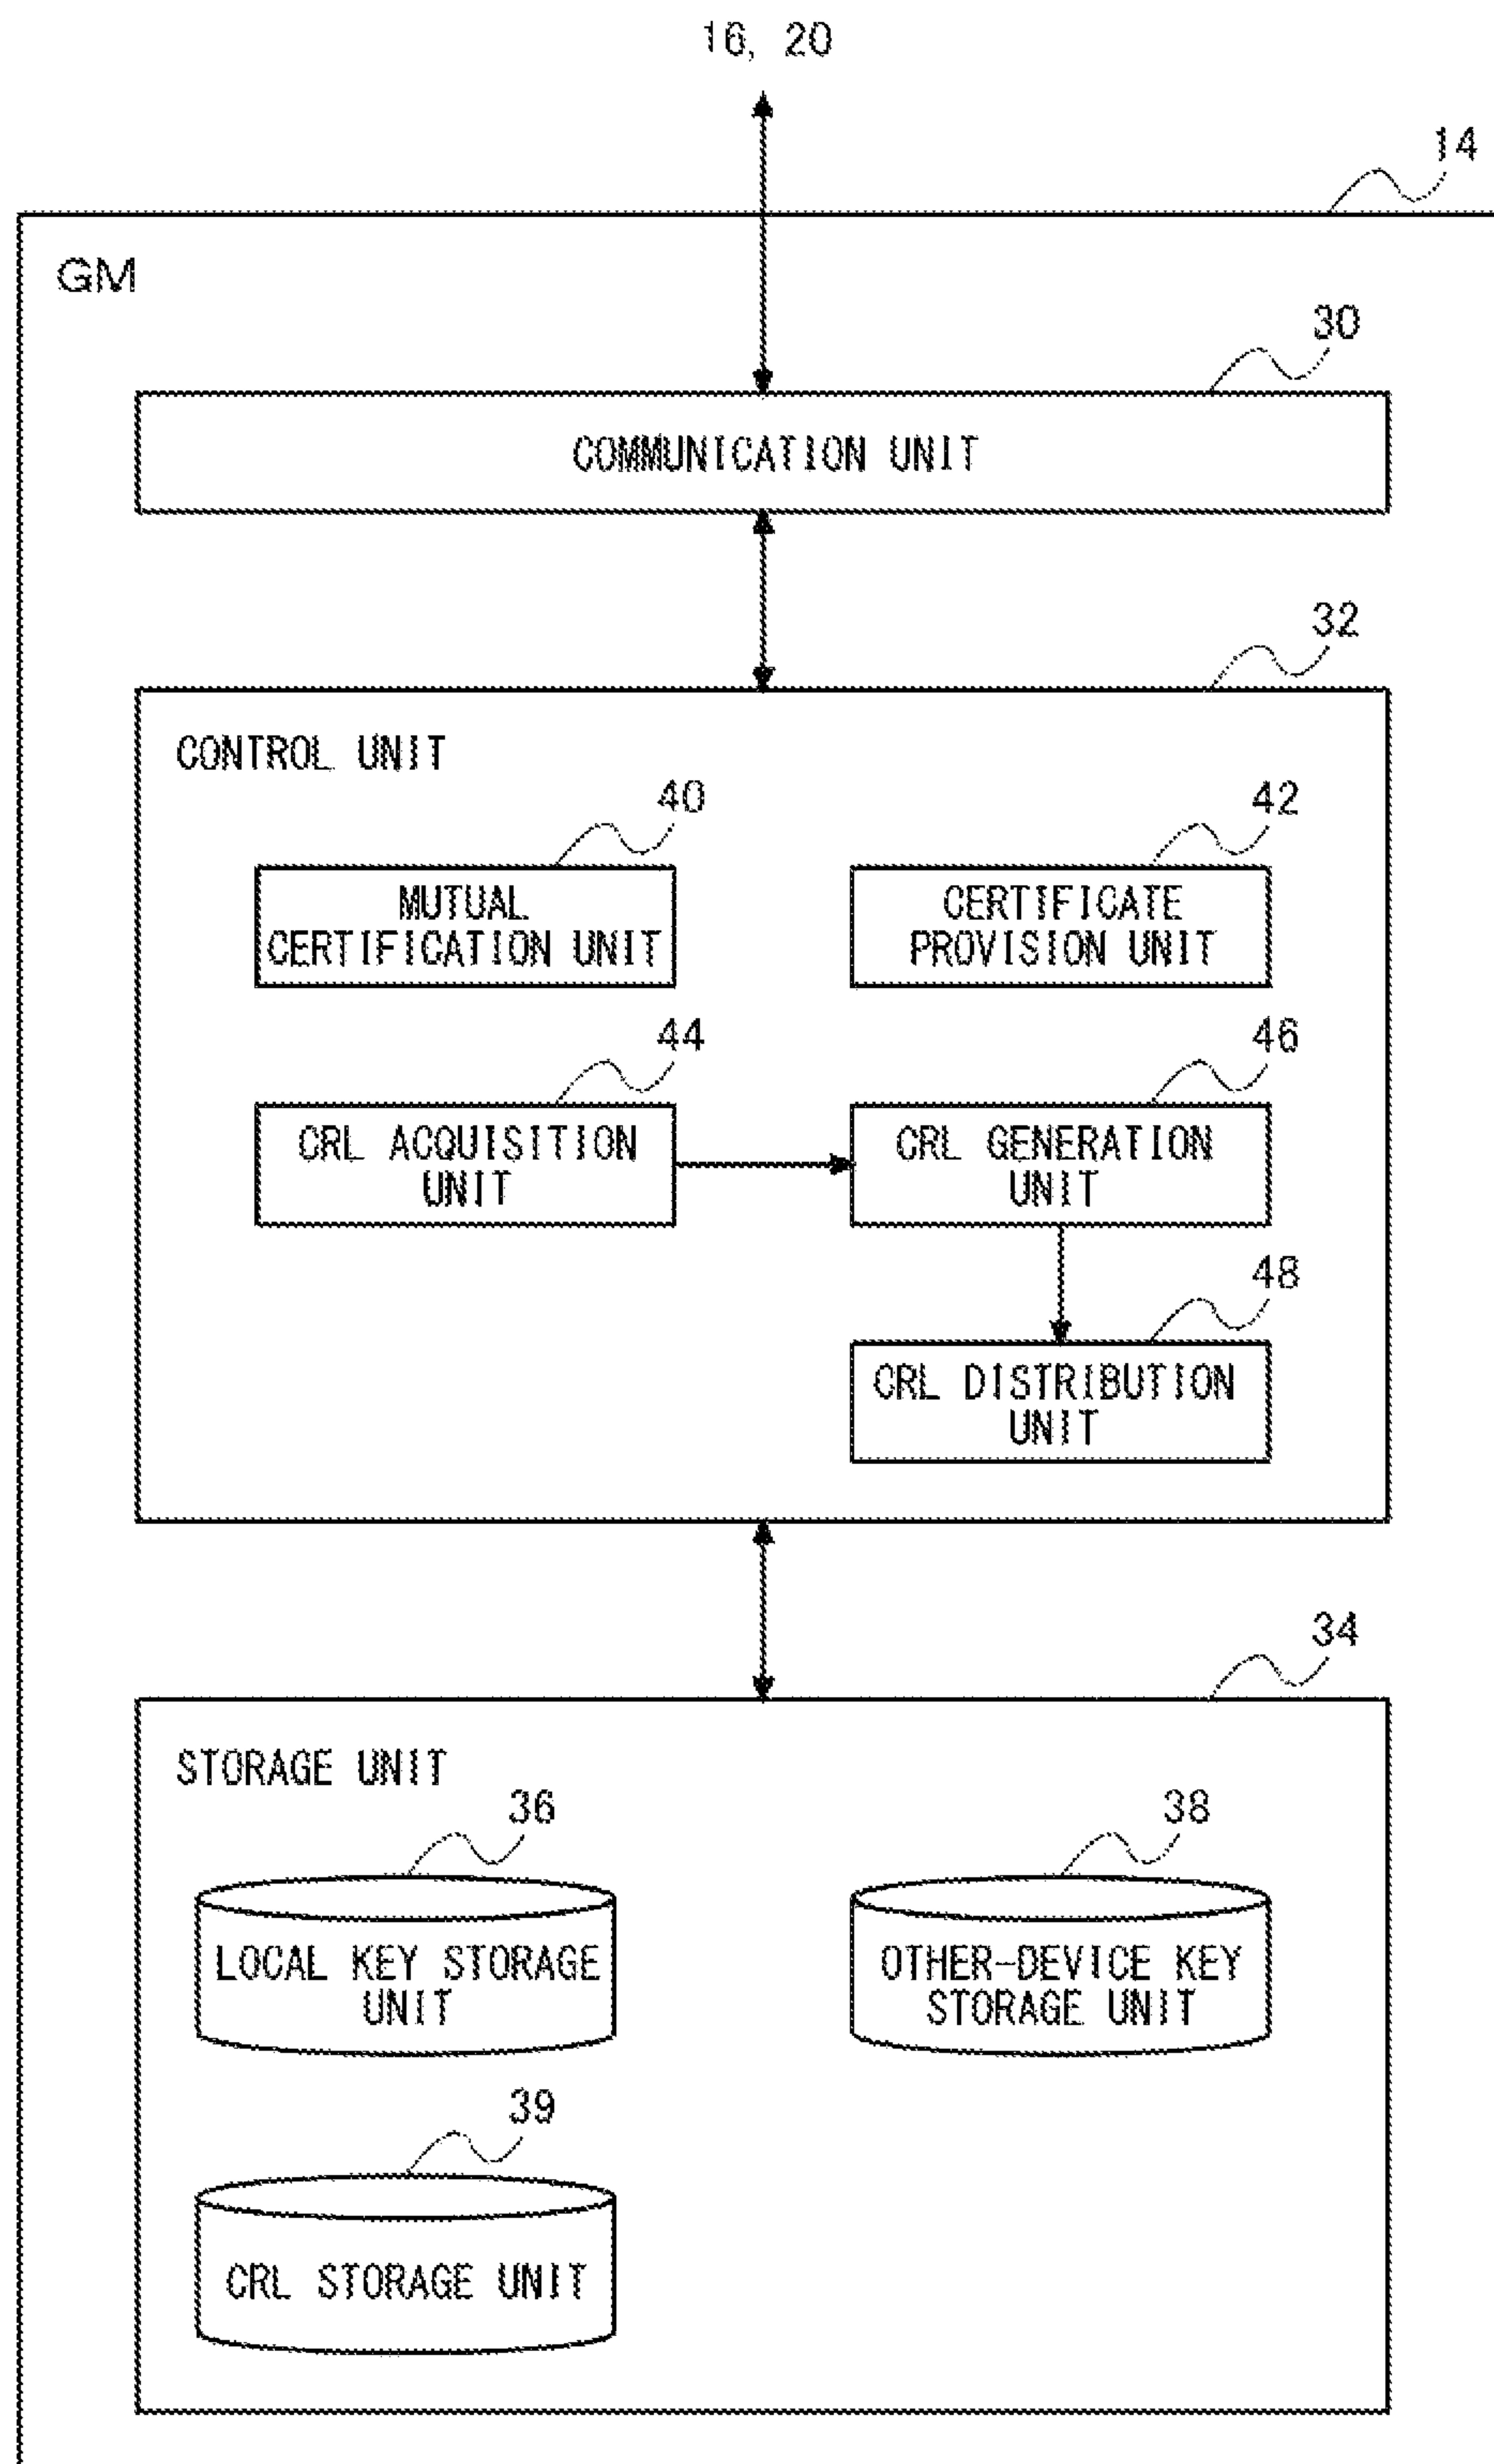 16, 20
14
GM
30
COMMUNICATION UNIT
32
CONTROL UNIT
40
42
MUTUAL
CERTIFICATION UNIT
CERTIFICATE
PROVISION UNIT
44
46
CRL ACQUISITION
UNIT
CRL GENERATION
UNIT
48
CRL DISTRIBUTION
UNIT
34
STORAGE UNIT
36
38
LOCAL KEY STORAGE
UNIT
OTHER-DEVICE KEY
STORAGE UNIT
39
CRL STORAGE UNIT